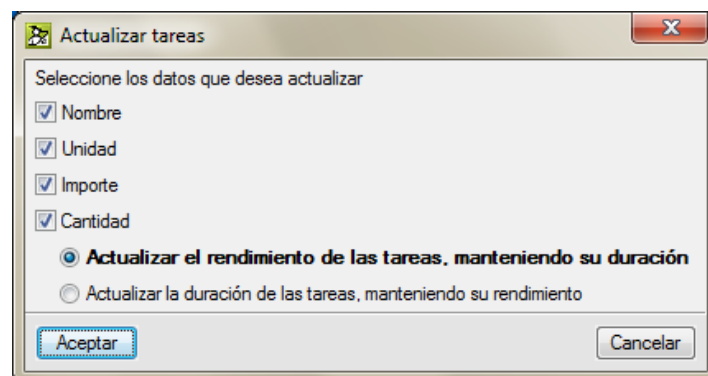 Actualizar tareas
Seleccione los datos que desea actualizar
Nombre
Unidad
Importe
Cantidad
Actualizar el rendimiento de las tareas, manteniendo su duración
Actualizar la duración de las tareas, manteniendo su rendimiento
Aceptar Cancelar